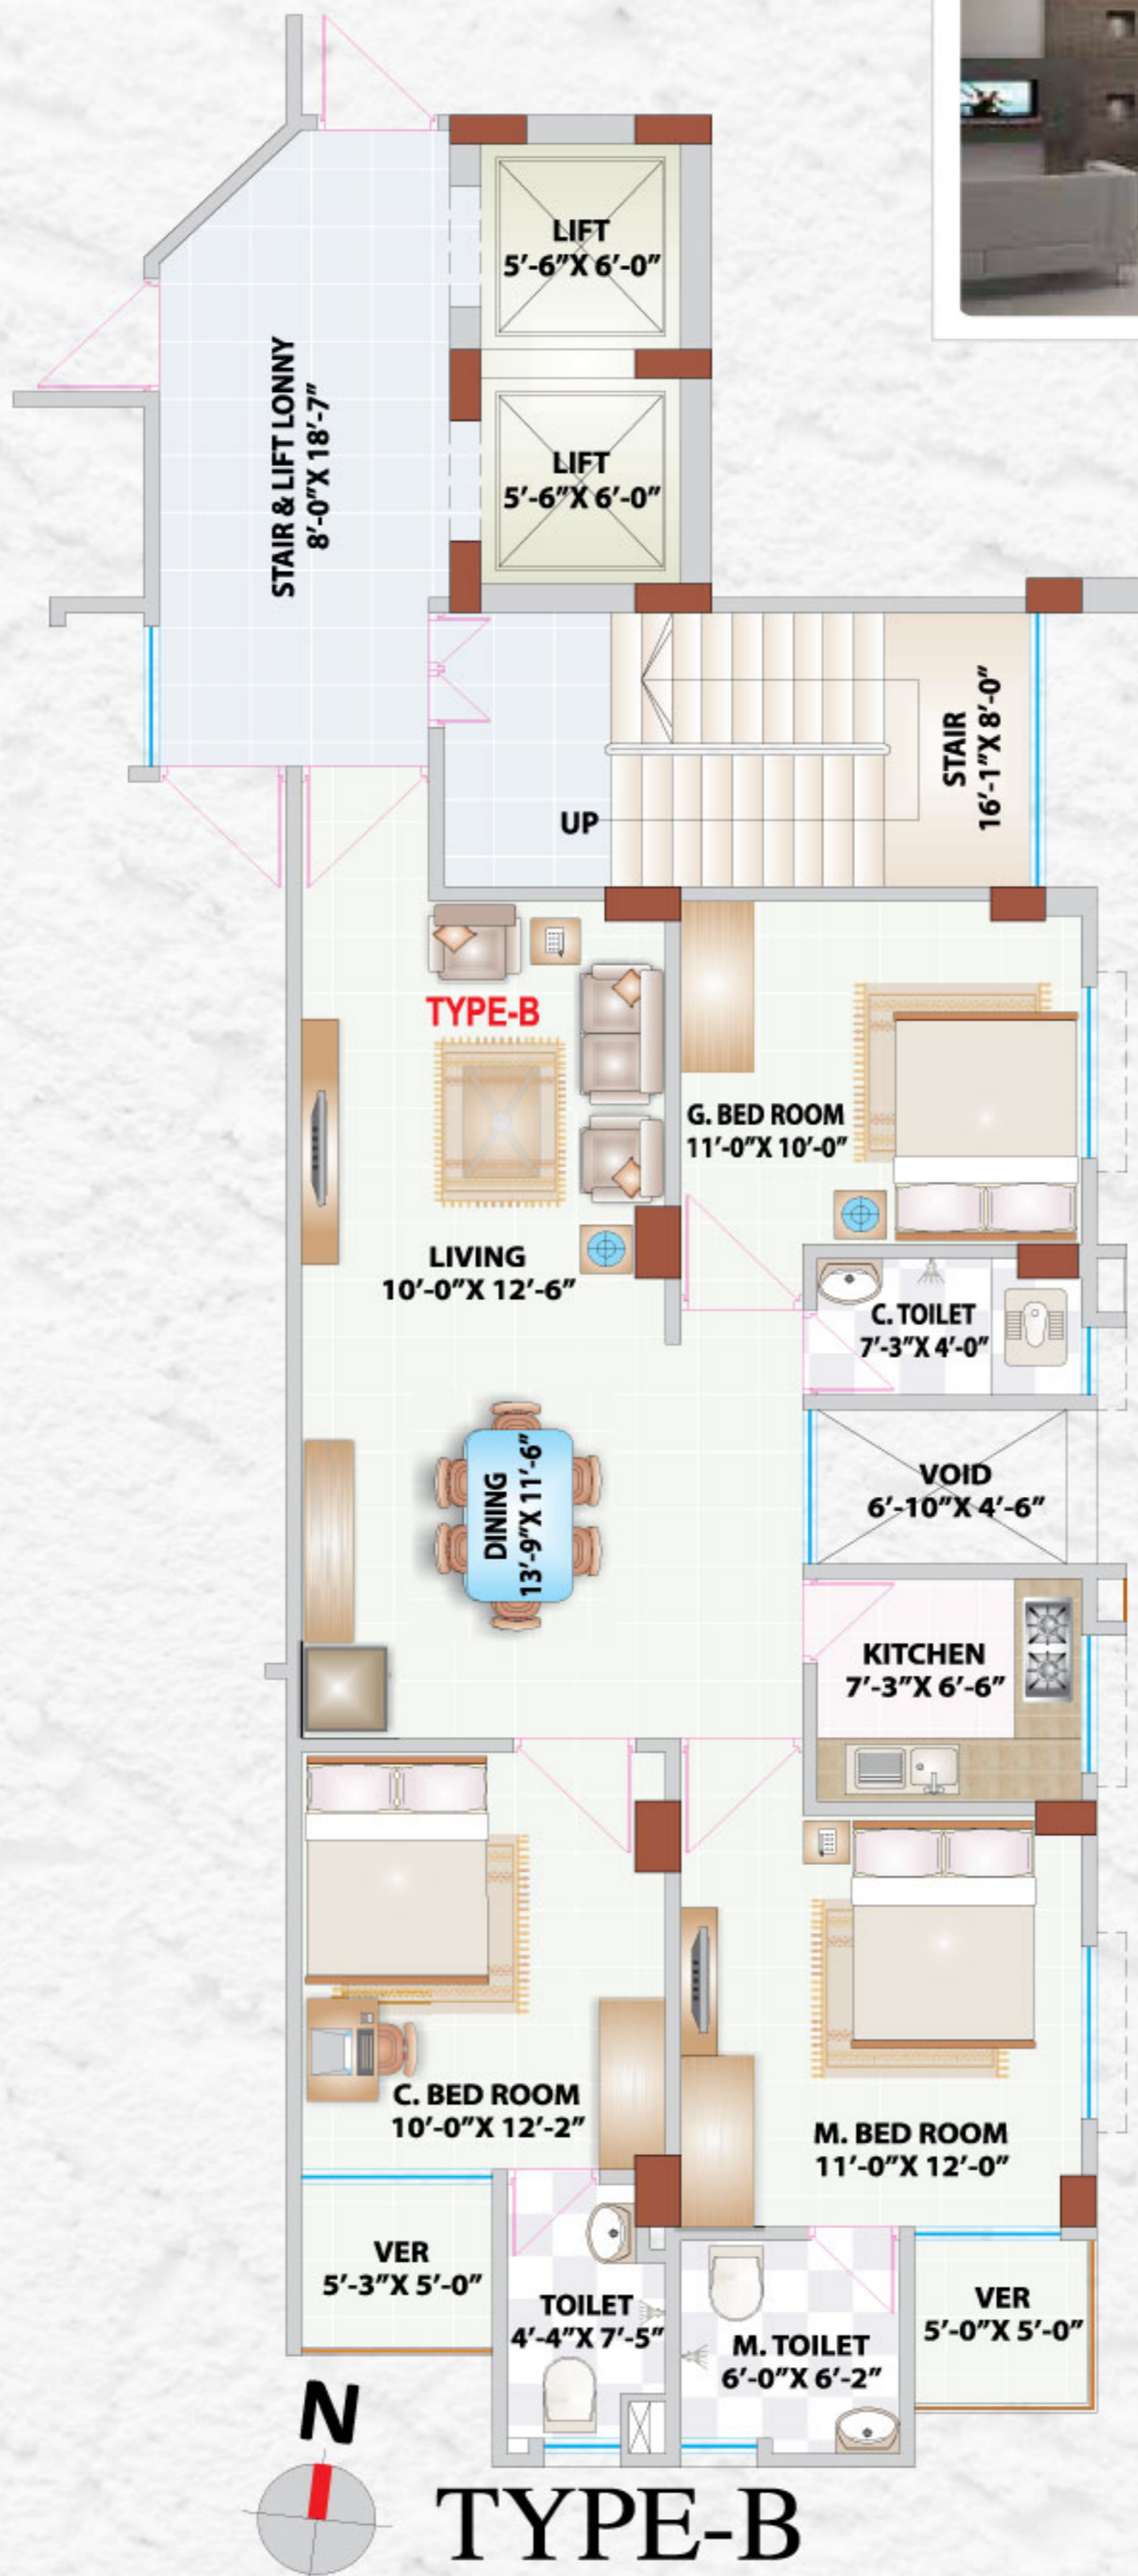 LIFT
5'-6"X 6'-0"
STAIR & LIFT LONNY
8'-0"X 18'-7"
LIFT
5'-6"X 6'-0"
STAIR
16'-1"X 8'-0"
UP
TYPE-B
G. BED ROOM
11'-0"X 10'-0"
LIVING
10'-0"X 12'-6"
C. TOILET
7'-3"X 4'-0"
DINING
13'-9"X 11'-6"
VOID
6'-10"X 4'-6"
KITCHEN
7'-3"X 6'-6"
C. BED ROOM
10'-0"X 12'-2"
M. BED ROOM
11'-0"X 12'-0"
VER
5'-3"X 5'-0"
TOILET
4'-4"X 7'-5"
M. TOILET
6'-0"X 6'-2"
VER
5'-0"X 5'-0"
N
TYPE-B